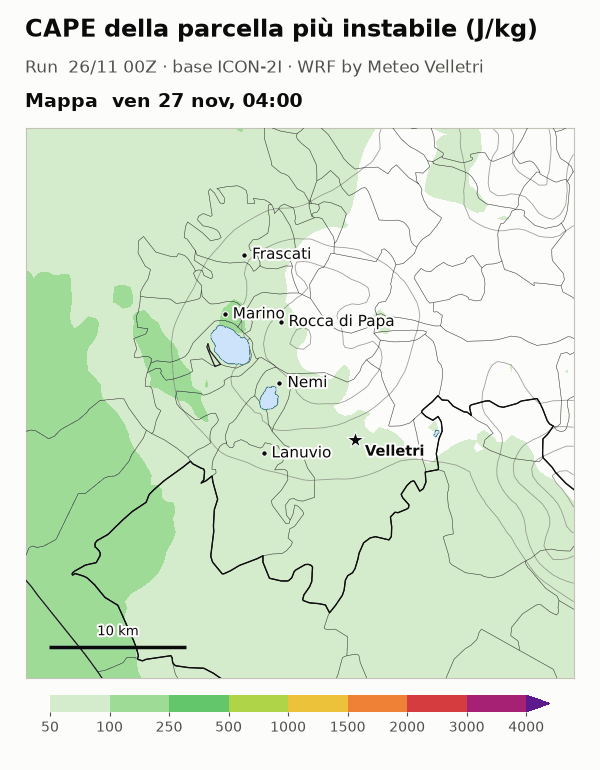 CAPE della parcella più instabile (J/kg)
Run  26/11 00Z · base ICON-2I · WRF by Meteo Velletri
Mappa  ven 27 nov, 04:00
Frascati
Marino
Rocca di Papa
Nemi
Velletri
Lanuvio
10 km
50 100 250 500 1000 1500 2000 3000 4000